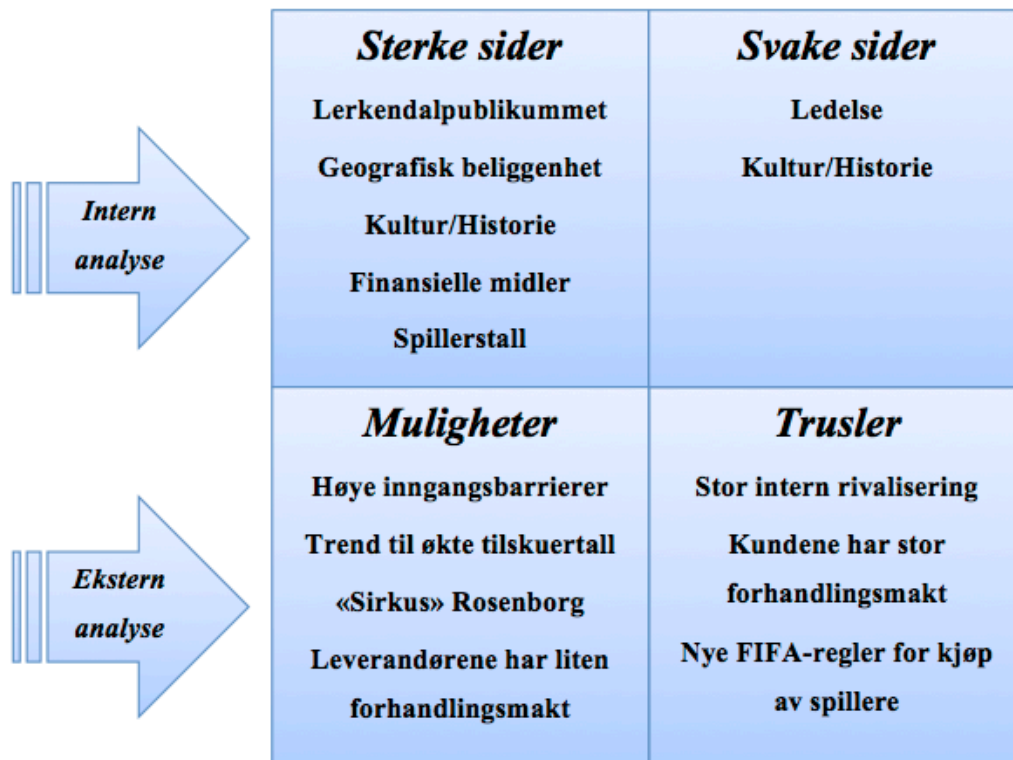 Intern
analyse
Sterke sider
Lerkendalpublikummet
Geografisk beliggenhet
Kultur/Historie
Finansielle midler
Spillerstall
Svake sider
Ledelse
Kultur/Historie
Ekstern
analyse
Muligheter
Høye inngangsbarrierer
Trend til økte tilskuertall
«Sirkus» Rosenborg
Leverandørene har liten
forhandlingsmakt
Trusler
Stor intern rivalisering
Kundene har stor
forhandlingsmakt
Nye FIFA-regler for kjøp
av spillere